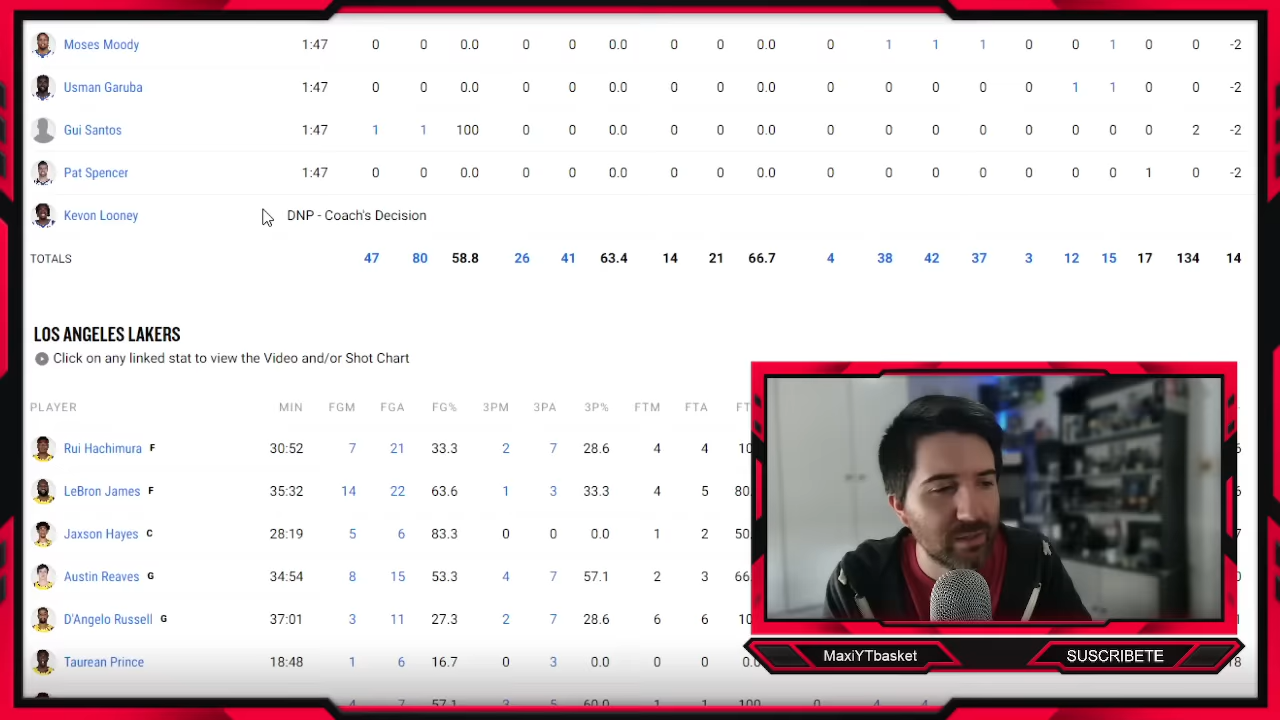 Moses Moody 1:47 0 0 0.0 0 0 0.0 0 0 0.0 0 1 1 1 0 0 1 0 0 -2
Usman Garuba 1:47 0 0 0.0 0 0 0.0 0 0 0.0 0 0 0 0 0 1 1 0 0 -2
Gui Santos 1:47 1 1 100 0 0 0.0 0 0 0.0 0 0 0 0 0 0 0 0 2 -2
Pat Spencer 1:47 0 0 0.0 0 0 0.0 0 0 0.0 0 0 0 0 0 0 0 1 0 -2
Kevon Looney DNP - Coach's Decision
TOTALS 47 80 58.8 26 41 63.4 14 21 66.7 4 38 42 37 3 12 15 17 134 14
LOS ANGELES LAKERS
Click on any linked stat to view the Video and/or Shot Chart
PLAYER MIN FGM FGA FG% 3PM 3PA 3P% FTM FTA
Rui Hachimura F 30:52 7 21 33.3 2 7 28.6 4 4
LeBron James F 35:32 14 22 63.6 1 3 33.3 4 5
Jaxson Hayes C 28:19 5 6 83.3 0 0 0.0 1 2
Austin Reaves G 34:54 8 15 53.3 4 7 57.1 2 3
D'Angelo Russell G 37:01 3 11 27.3 2 7 28.6 6 6
Taurean Prince 18:48 1 6 16.7 0 3 0.0 0 0
MaxiYTbasket SUSCRIBETE